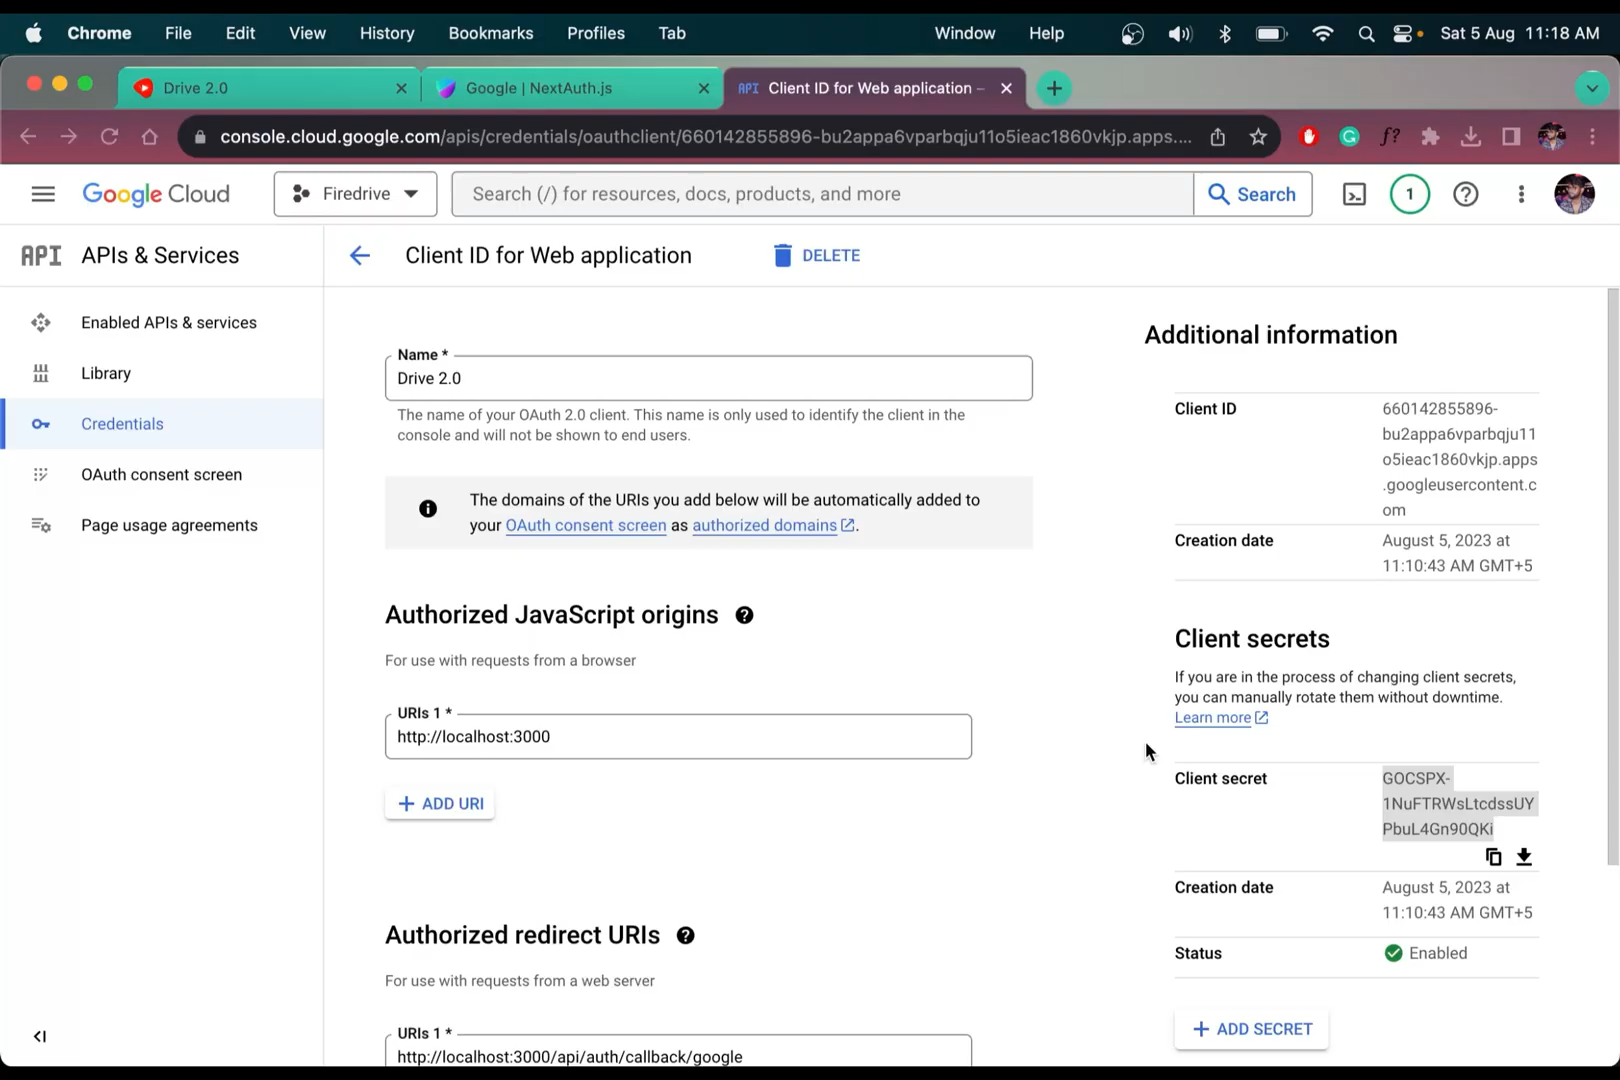 Chrome File Edit View History Bookmarks Profiles Tab Window Help Sat 5 Aug 11:18 AM
Drive 2.0
Google | NextAuth.js
API Client ID for Web application –
console.cloud.google.com/apis/credentials/oauthclient/660142855896-bu2appa6vparbqju11o5ieac1860vkjp.apps....
f?
Google Cloud
Firedrive
Search (/) for resources, docs, products, and more
Search
1
API APIs & Services
Client ID for Web application
DELETE
Enabled APIs & services
Library
Credentials
OAuth consent screen
Page usage agreements
Name *
Drive 2.0
The name of your OAuth 2.0 client. This name is only used to identify the client in the
console and will not be shown to end users.
The domains of the URIs you add below will be automatically added to
your OAuth consent screen as authorized domains.
Authorized JavaScript origins
For use with requests from a browser
URIs 1 *
http://localhost:3000
+ ADD URI
Authorized redirect URIs
For use with requests from a web server
URIs 1 *
http://localhost:3000/api/auth/callback/google
Additional information
Client ID
660142855896-
bu2appa6vparbqju11
o5ieac1860vkjp.apps
.googleusercontent.c
om
Creation date
August 5, 2023 at
11:10:43 AM GMT+5
Client secrets
If you are in the process of changing client secrets,
you can manually rotate them without downtime.
Learn more
Client secret
GOCSPX-
1NuFTRWsLtcdssUY
PbuL4Gn90QKi
Creation date
August 5, 2023 at
11:10:43 AM GMT+5
Status
Enabled
+ ADD SECRET